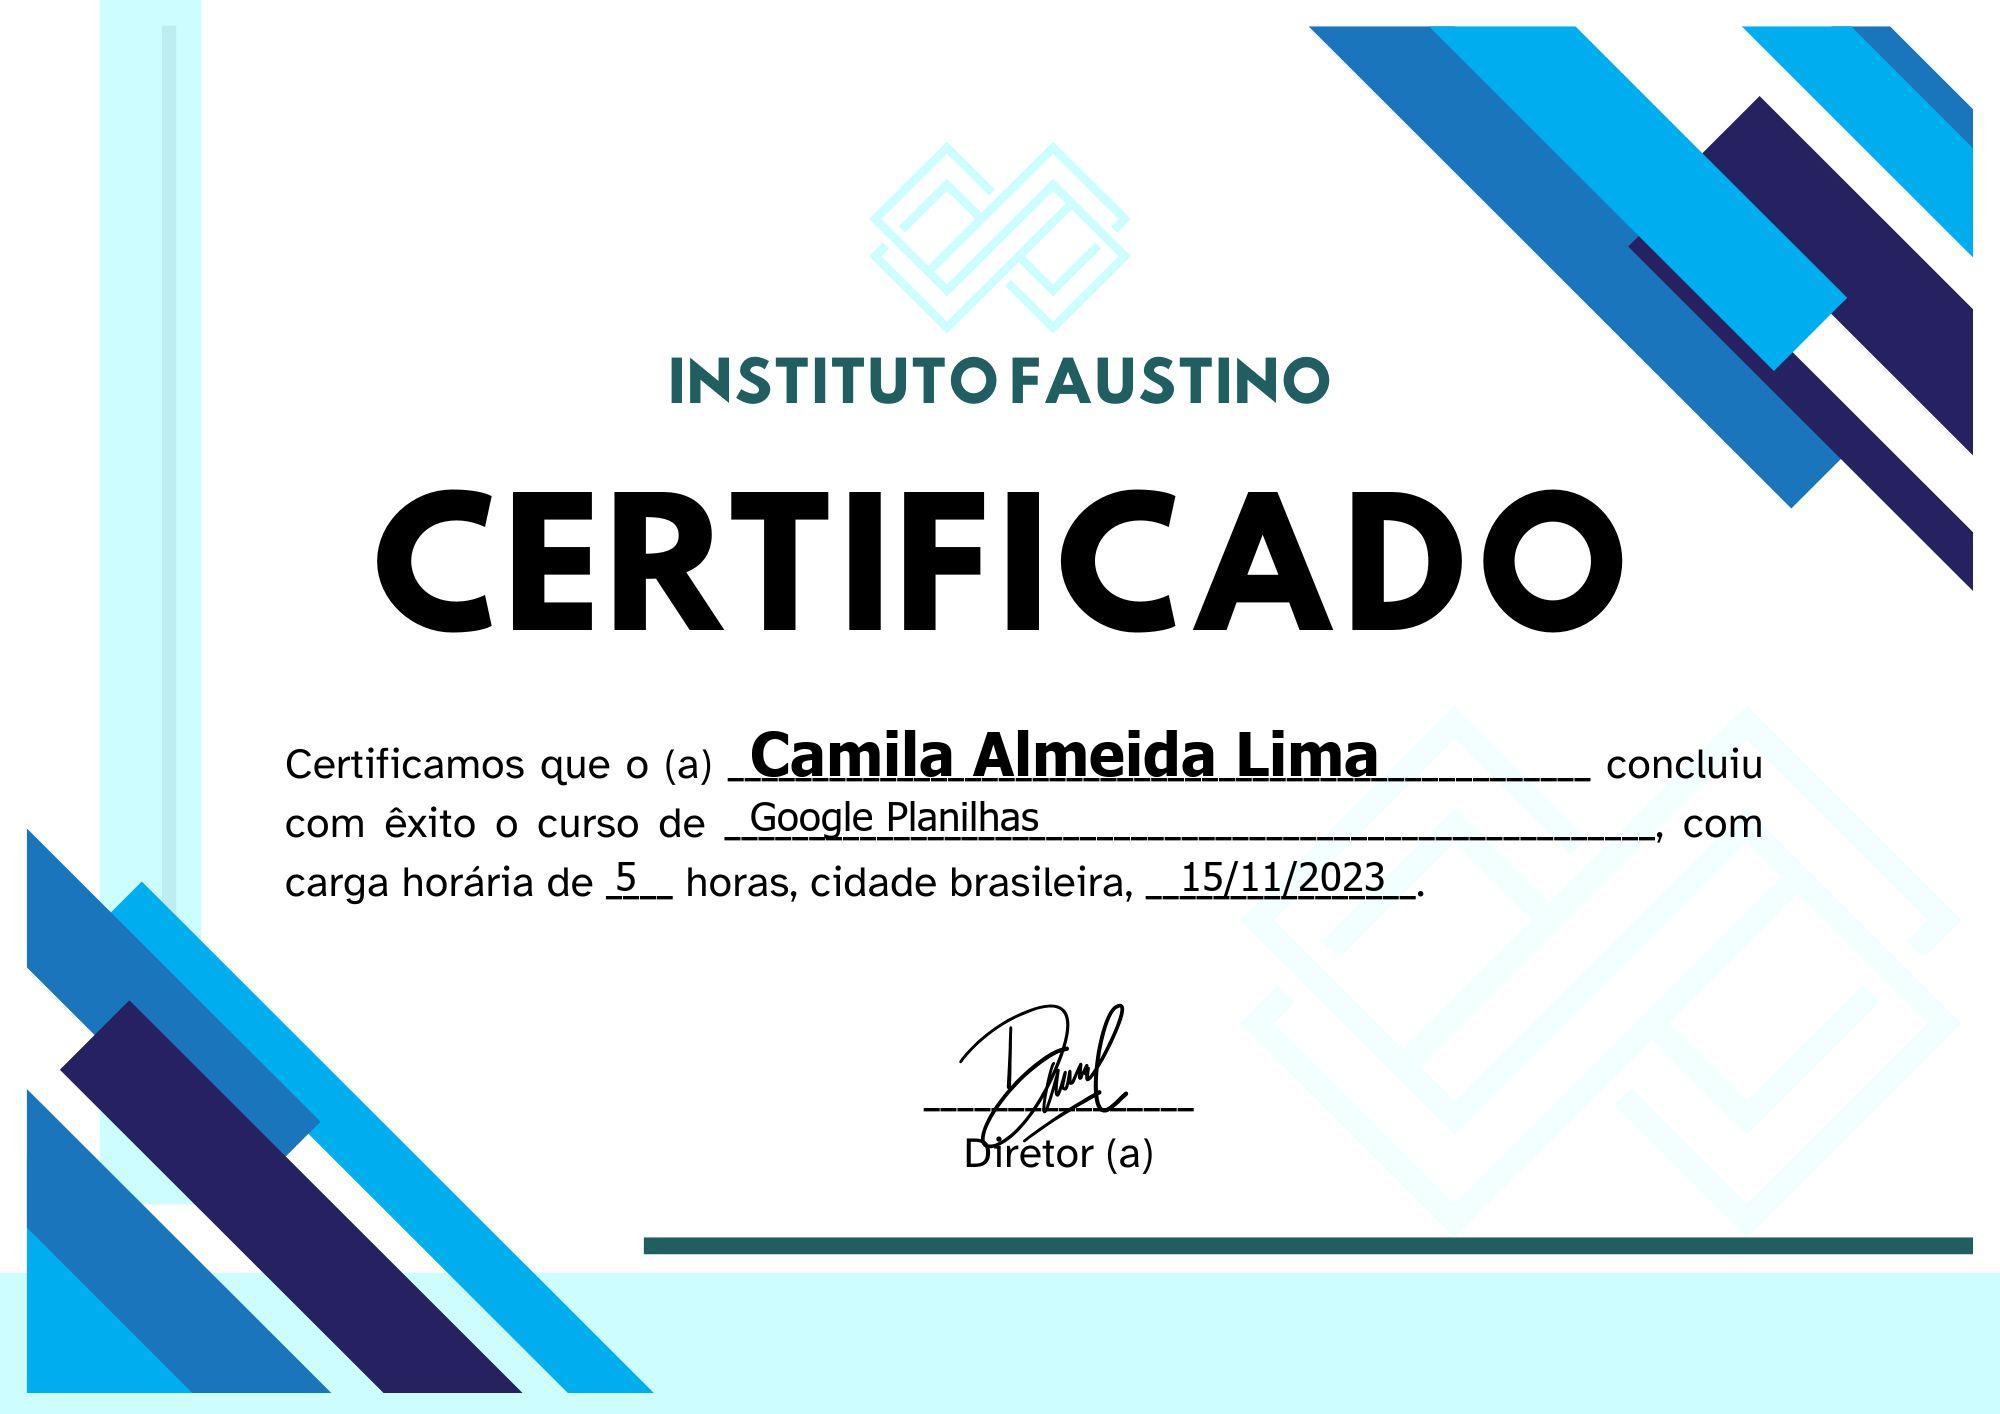 INSTITUTO FAUSTINO
CERTIFICADO
Certificamos que o (a) Camila Almeida Lima concluiu
com êxito o curso de Google Planilhas, com
carga horária de 5 horas, cidade brasileira, 15/11/2023.
Diretor (a)